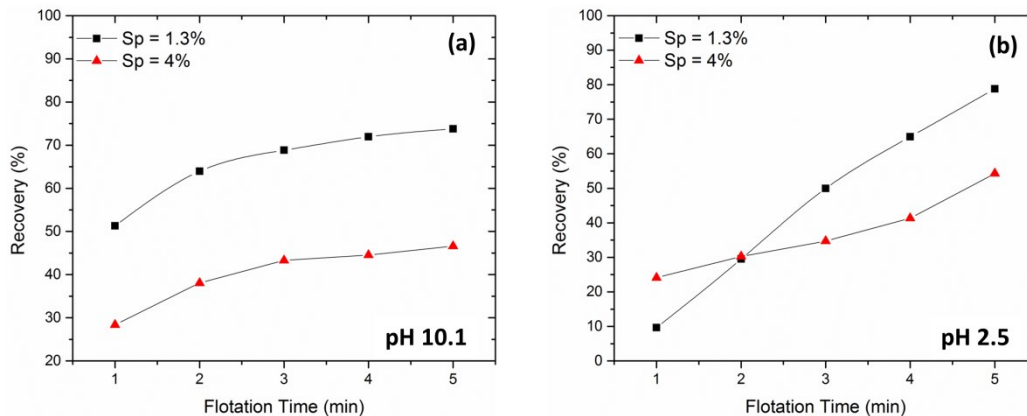 Sp = 1.3%
Sp = 4%
(a)
100
90
80
70
60
50
40
30
20
Recovery (%)
pH 10.1
1 2 3 4 5
Flotation Time (min)
Sp = 1.3%
Sp = 4%
(b)
100
90
80
70
60
50
40
30
20
10
0
Recovery (%)
pH 2.5
1 2 3 4 5
Flotation Time (min)